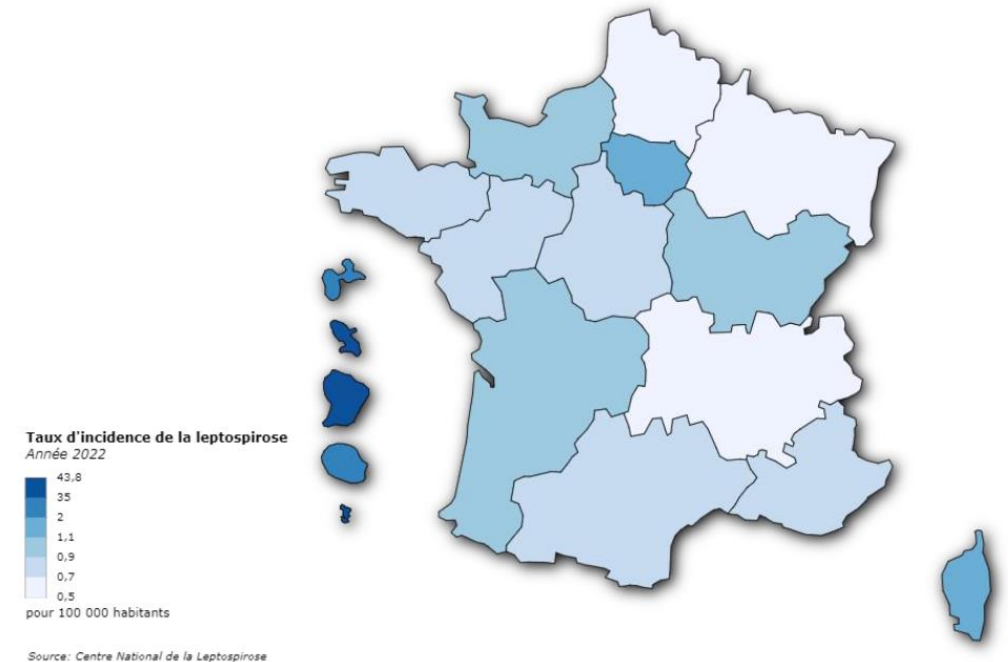 Taux d'incidence de la leptospirose
Année 2022
43,8
35
2
1,1
0,9
0,7
0,5
pour 100 000 habitants
Source: Centre National de la Leptospirose